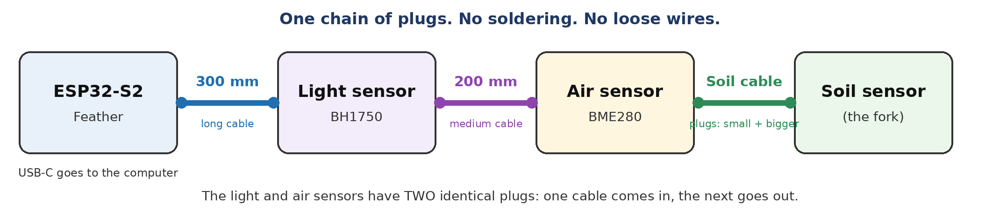 One chain of plugs. No soldering. No loose wires.
ESP32-S2
Feather
300 mm
long cable
Light sensor
BH1750
200 mm
medium cable
Air sensor
BME280
Soil cable
plugs: small + bigger
Soil sensor
(the fork)
USB-C goes to the computer
The light and air sensors have TWO identical plugs: one cable comes in, the next goes out.